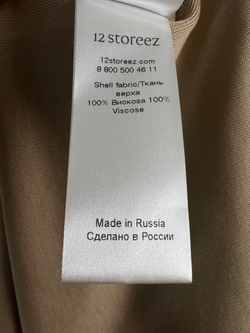 12 STOREEZ
12storeez.com
8 800 500 46 11
Shell fabric/Ткань
верха
100% Вискоза 100%
Viscose
Made in Russia
Сделано в России